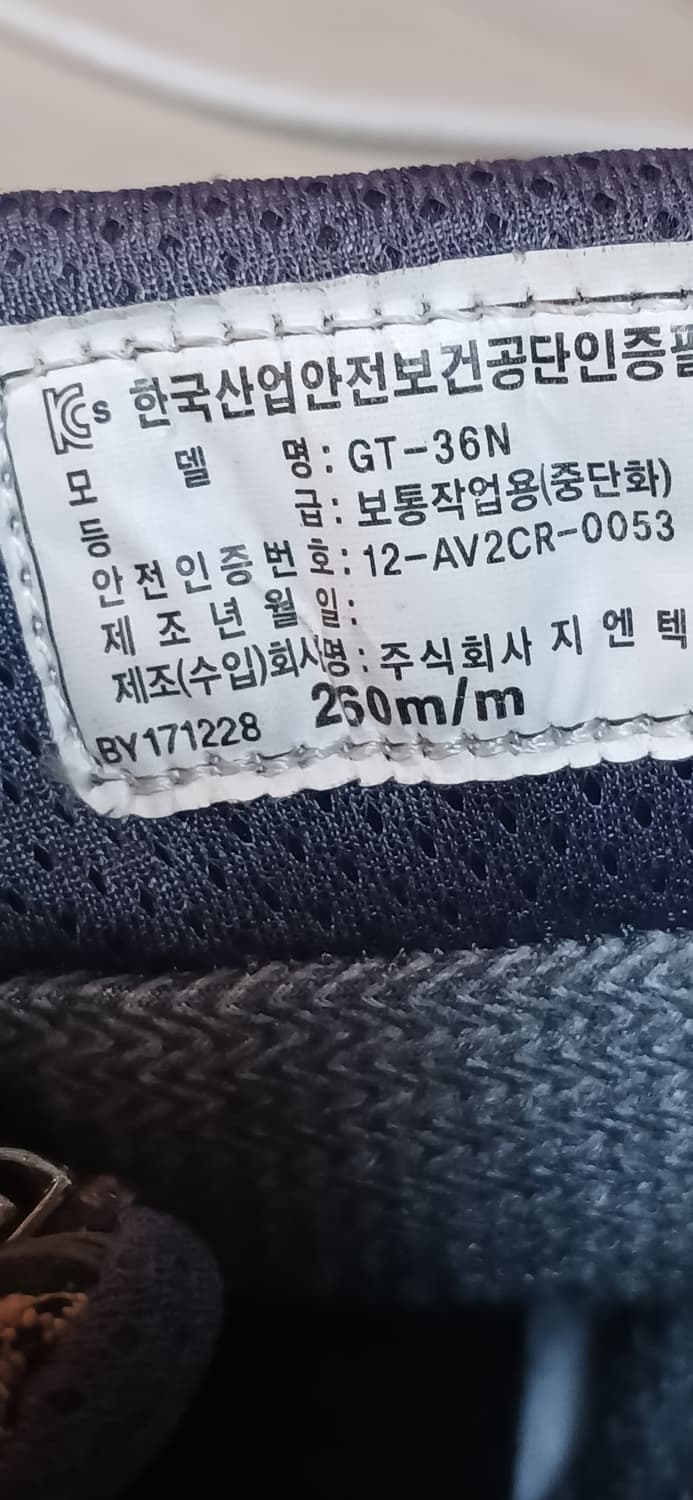 S 한국산업안전보건공단인증필
모 델 명 : GT-36N
등 급 : 보통작업용(중단화)
안전인증번호 : 12-AV2CR-0053
제 조 년 월 일 :
제조(수입)회사명 : 주식회사 지 엔 텍
260m/m
BY171228